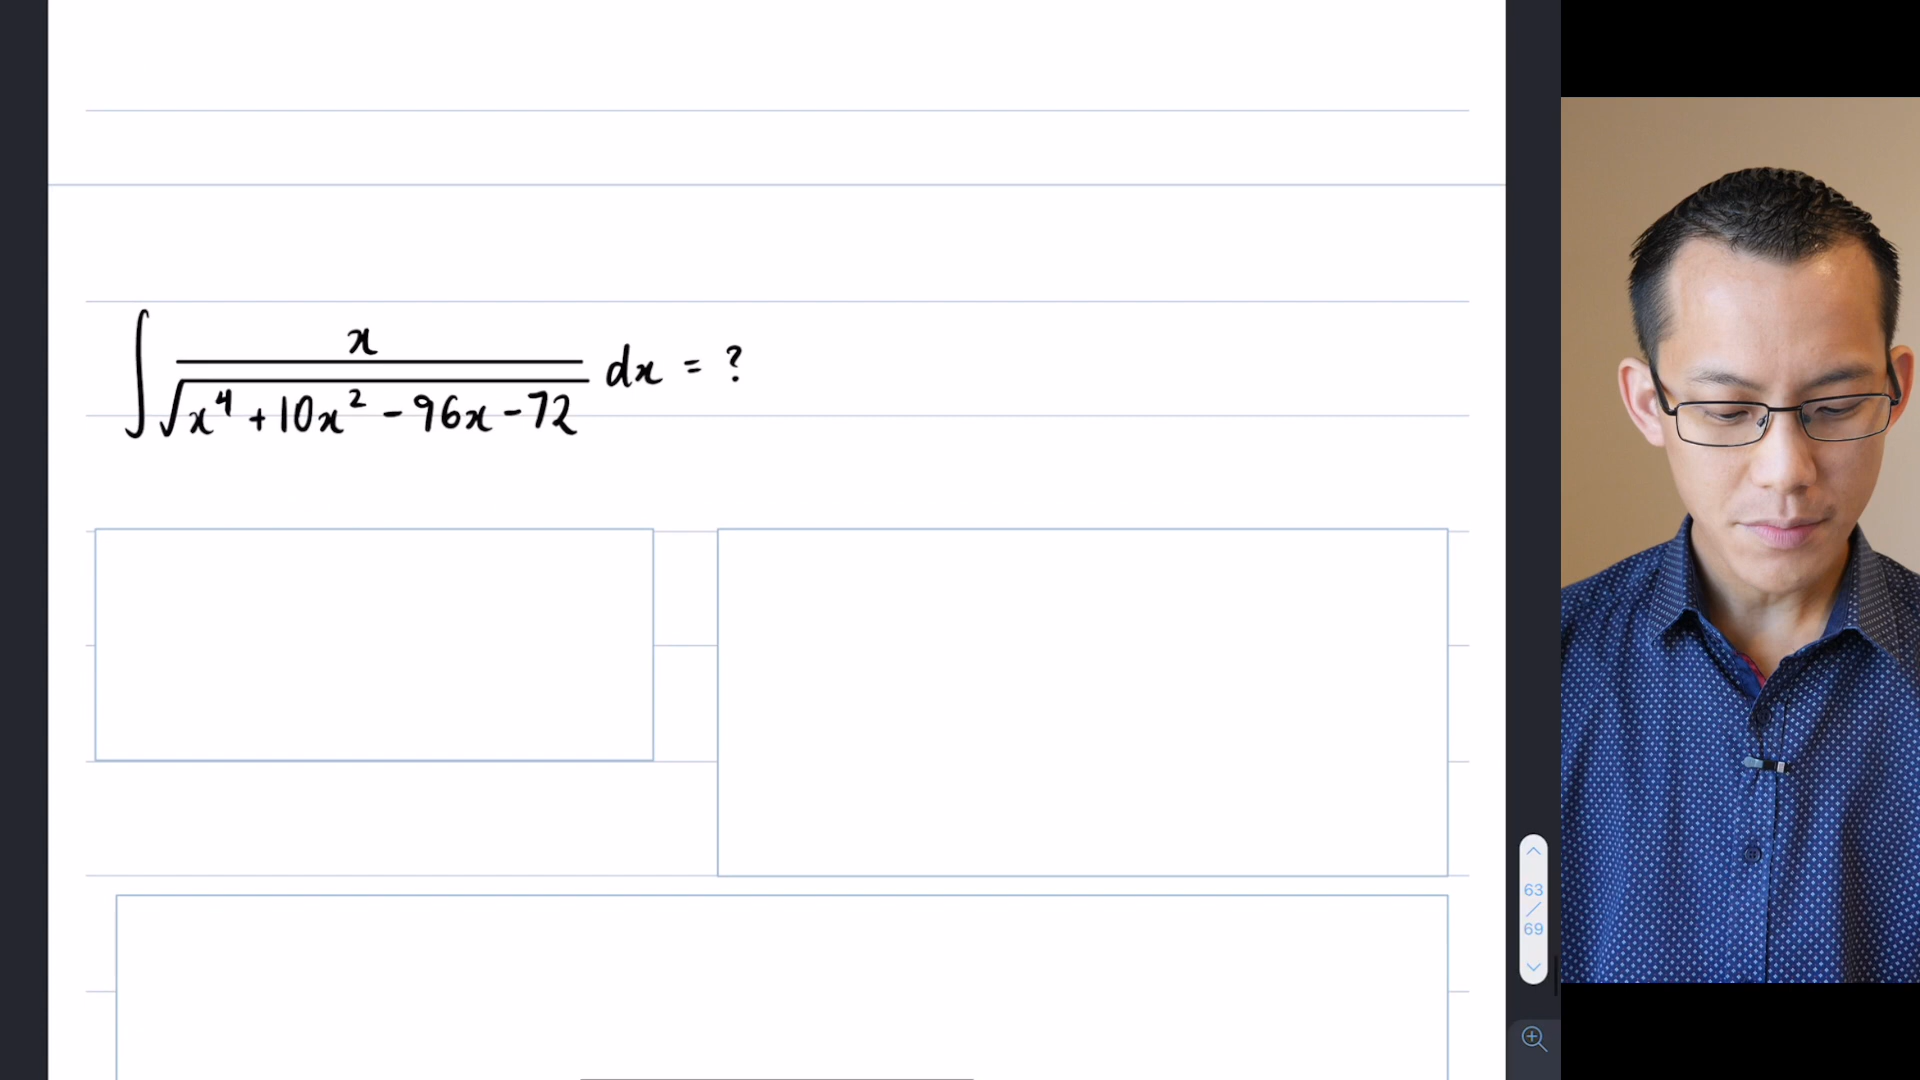 ∫ x / √(x⁴ + 10x² - 96x - 72) dx = ?
63
/
69